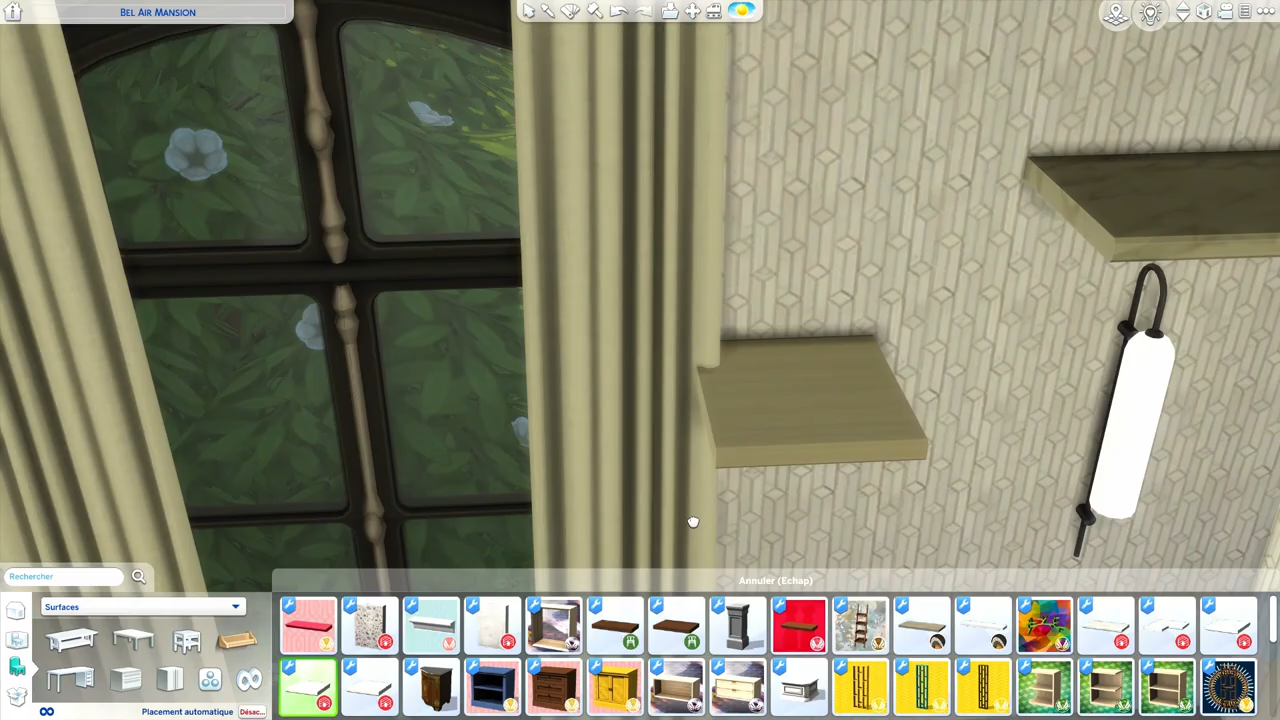 Bel Air Mansion
Annuler (Echap)
Rechercher
Surfaces
Placement automatique
Désac...